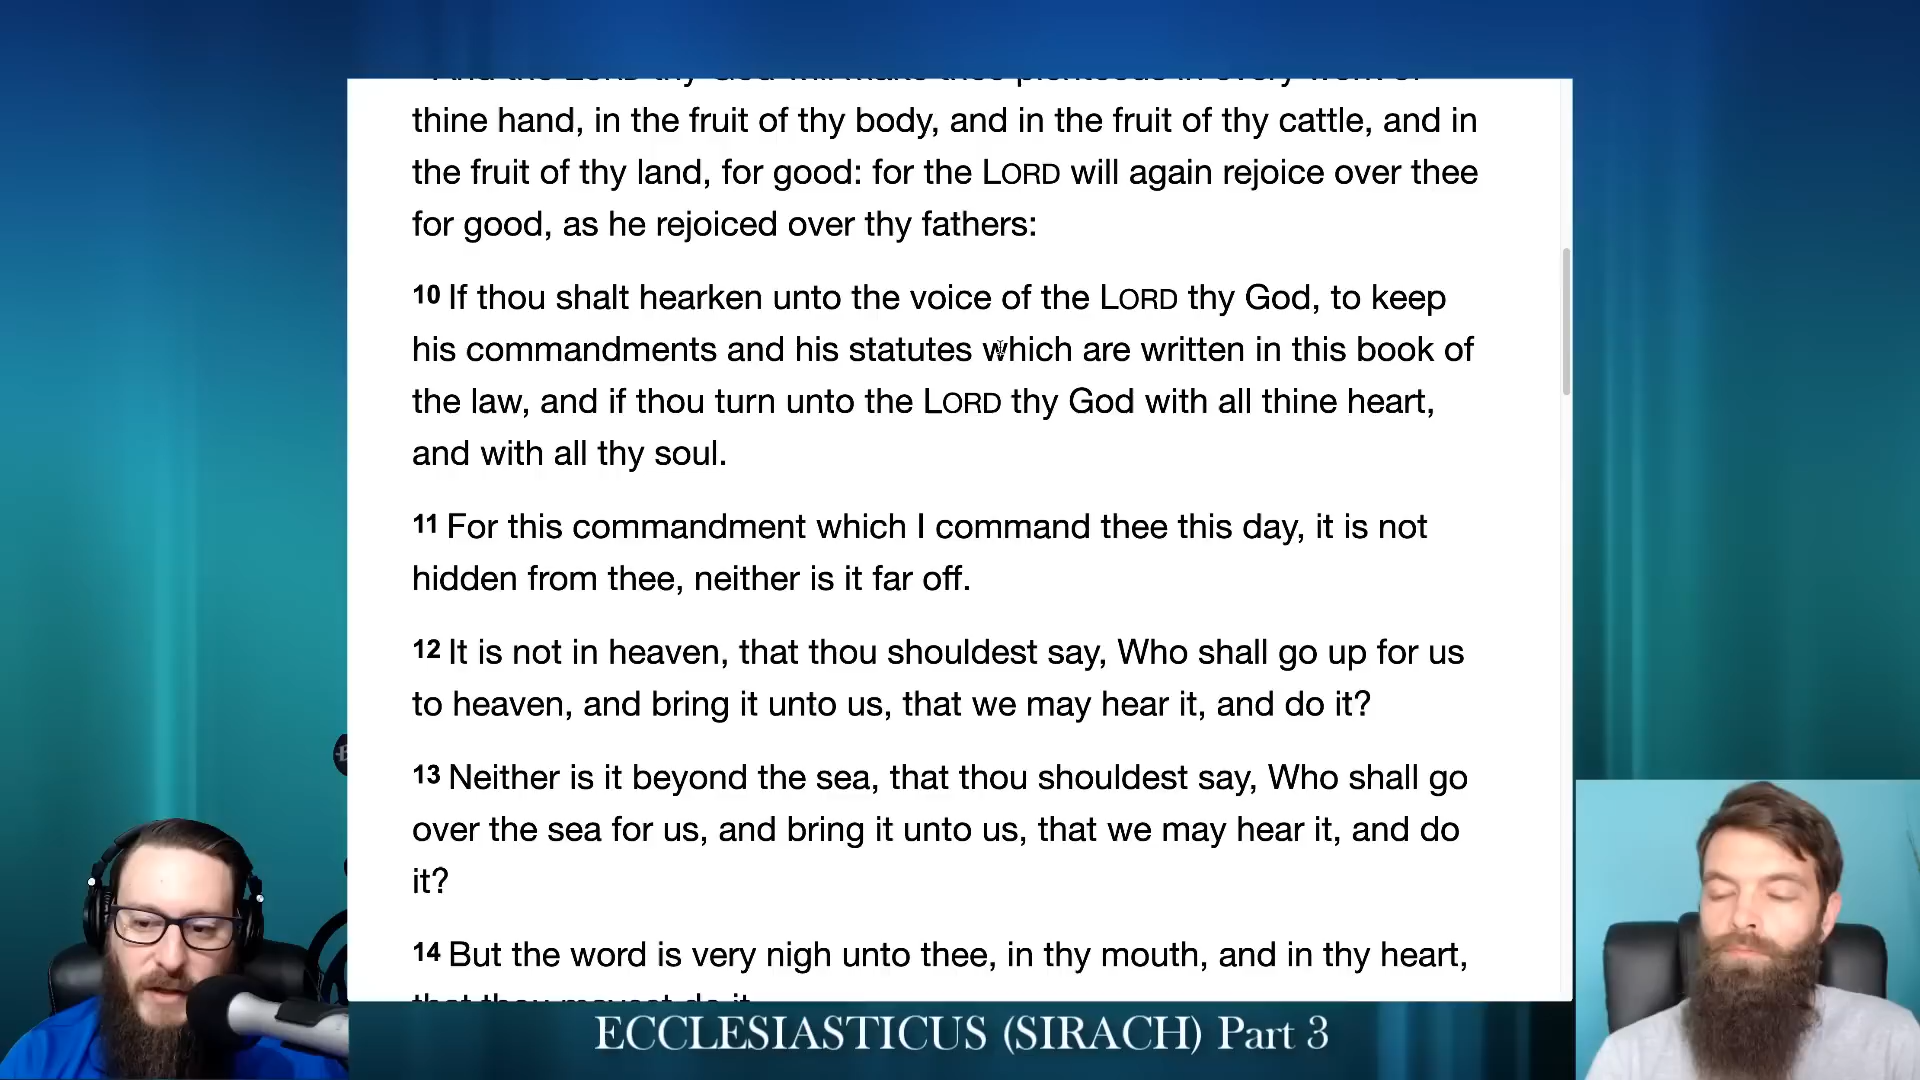 thine hand, in the fruit of thy body, and in the fruit of thy cattle, and in
the fruit of thy land, for good: for the LORD will again rejoice over thee
for good, as he rejoiced over thy fathers:
10 If thou shalt hearken unto the voice of the LORD thy God, to keep
his commandments and his statutes which are written in this book of
the law, and if thou turn unto the LORD thy God with all thine heart,
and with all thy soul.
11 For this commandment which I command thee this day, it is not
hidden from thee, neither is it far off.
12 It is not in heaven, that thou shouldest say, Who shall go up for us
to heaven, and bring it unto us, that we may hear it, and do it?
13 Neither is it beyond the sea, that thou shouldest say, Who shall go
over the sea for us, and bring it unto us, that we may hear it, and do
it?
14 But the word is very nigh unto thee, in thy mouth, and in thy heart,
that thou mayest do it
ECCLESIASTICUS (SIRACH) Part 3